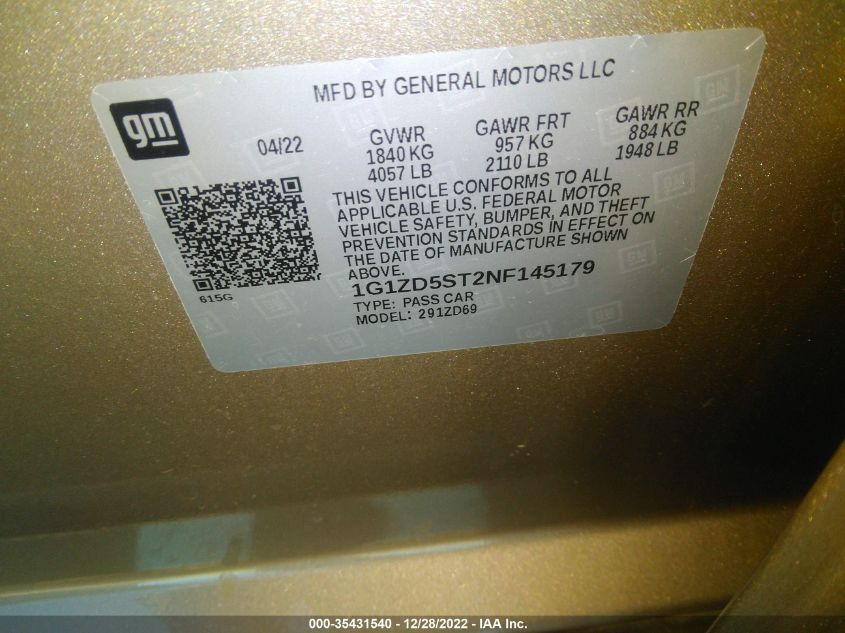 MFD BY GENERAL MOTORS LLC
gm
04/22
GVWR
1840 KG
4057 LB
GAWR FRT
957 KG
2110 LB
GAWR RR
884 KG
1948 LB
THIS VEHICLE CONFORMS TO ALL
APPLICABLE U.S. FEDERAL MOTOR
VEHICLE SAFETY, BUMPER, AND THEFT
PREVENTION STANDARDS IN EFFECT ON
THE DATE OF MANUFACTURE SHOWN
ABOVE.
615G
1G1ZD5ST2NF145179
TYPE: PASS CAR
MODEL: 291ZD69
000-35431540 - 12/28/2022 - IAA Inc.